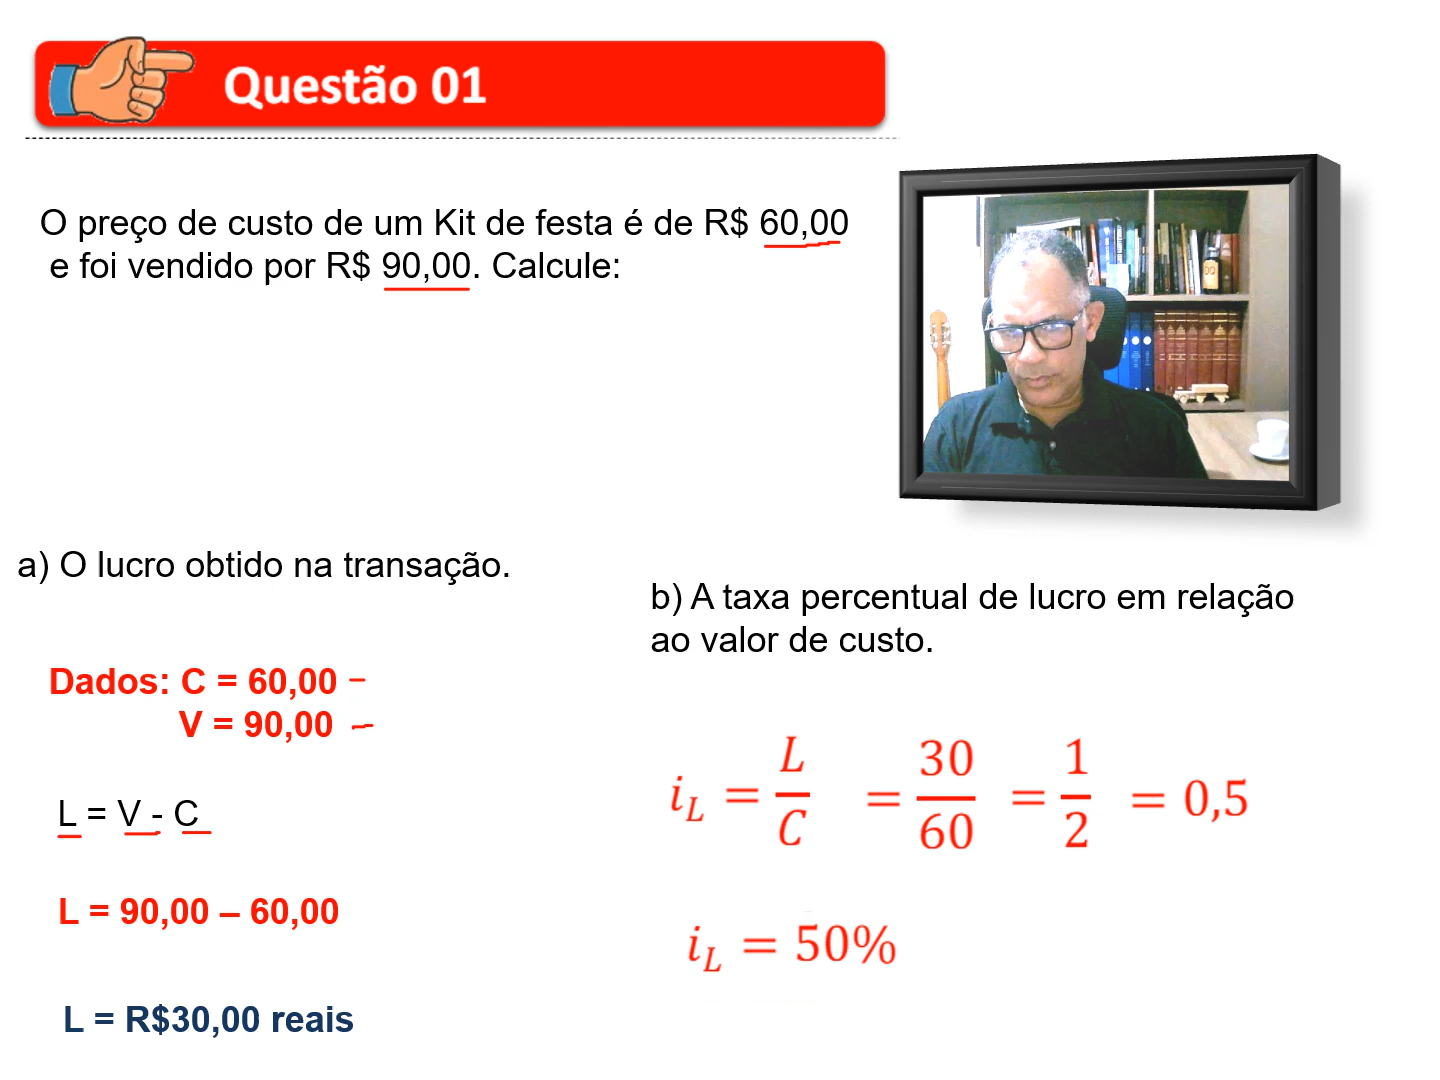 Questão 01
O preço de custo de um Kit de festa é de R$ 60,00
e foi vendido por R$ 90,00. Calcule:
a) O lucro obtido na transação.
Dados: C = 60,00
V = 90,00
L = V - C
L = 90,00 – 60,00
L = R$30,00 reais
b) A taxa percentual de lucro em relação
ao valor de custo.
i_L = L/C = 30/60 = 1/2 = 0,5
i_L = 50%